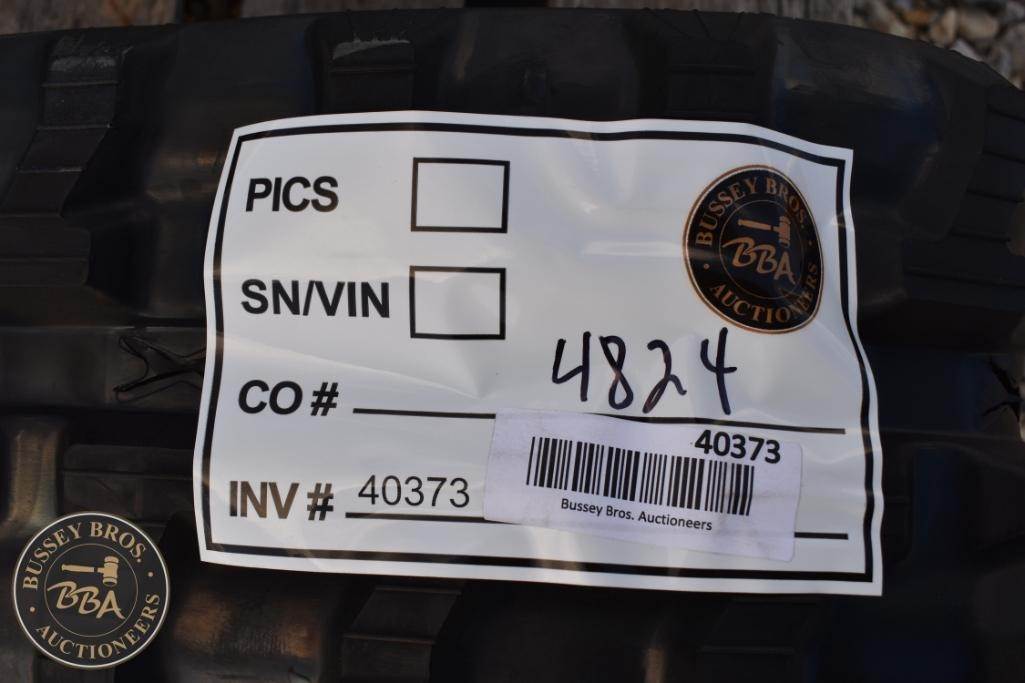 PICS
BUSSEY BROS.
BBA
AUCTIONEERS
SN/VIN
CO # 4824
40373
INV # 40373
Bussey Bros. Auctioneers
BUSSEY BROS.
BBA
AUCTIONEERS